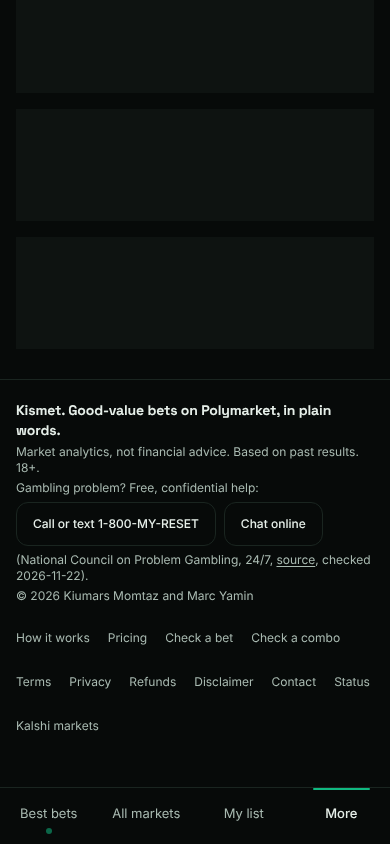 Kismet. Good-value bets on Polymarket, in plain
words.
Market analytics, not financial advice. Based on past results.
18+.
Gambling problem? Free, confidential help:
Call or text 1-800-MY-RESET
Chat online
(National Council on Problem Gambling, 24/7, source, checked
2026-11-22).
© 2026 Kiumars Momtaz and Marc Yamin
How it works Pricing Check a bet Check a combo
Terms Privacy Refunds Disclaimer Contact Status
Kalshi markets
Best bets All markets My list More